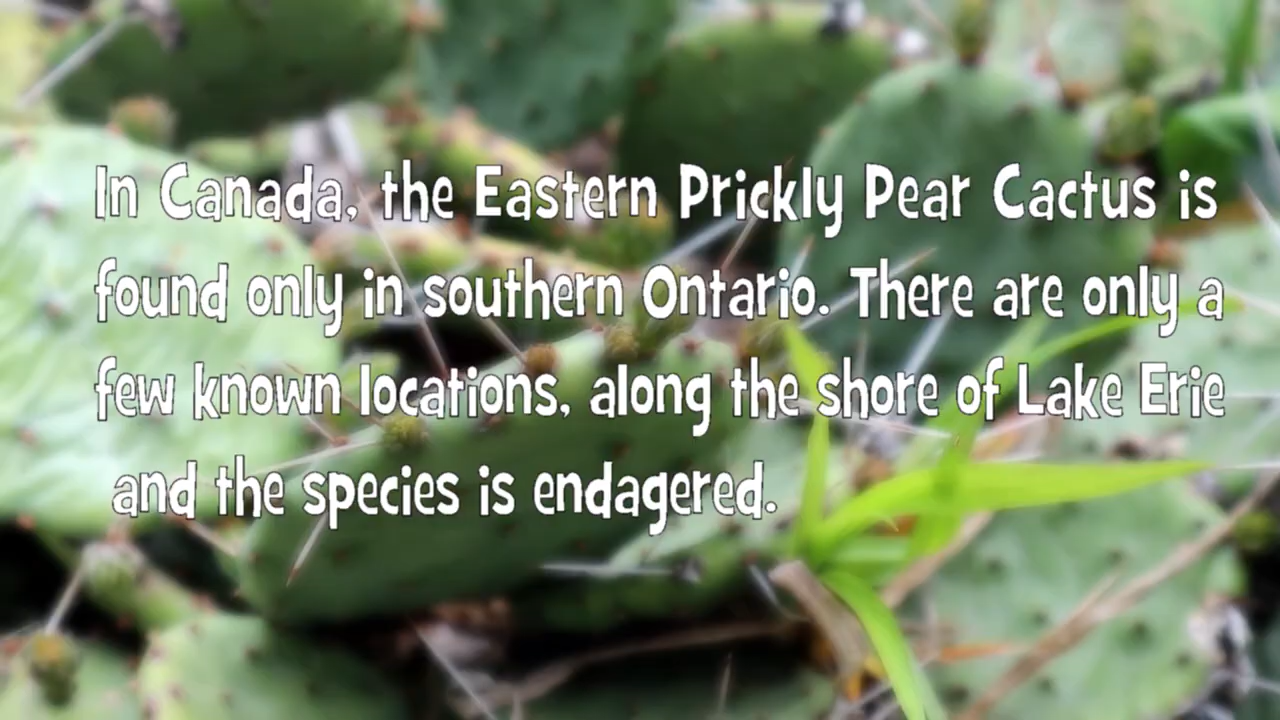 In Canada, the Eastern Prickly Pear Cactus is
found only in southern Ontario. There are only a
few known locations, along the shore of Lake Erie
and the species is endagered.